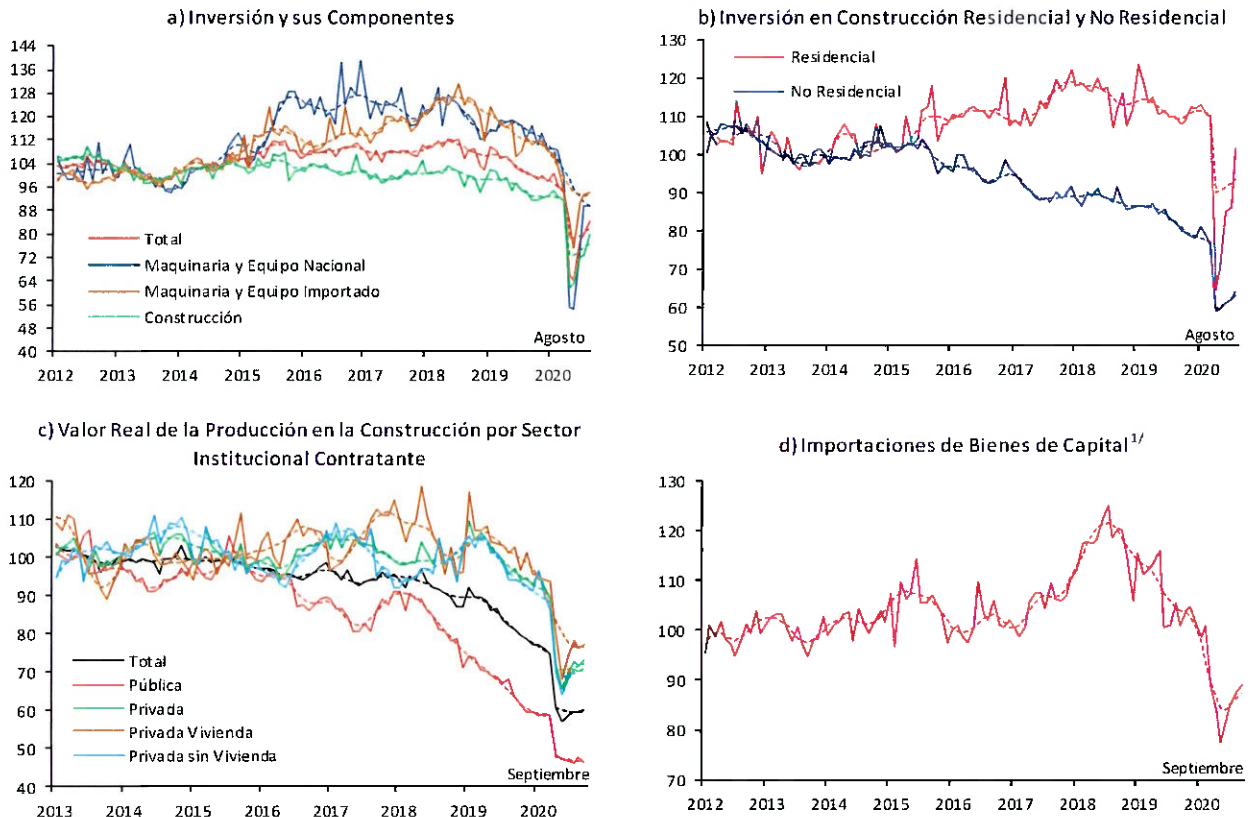 a) Inversión y sus Componentes
144
136
128
120
112
104
96
88
80
72
64
56
48
40
Total
Maquinaria y Equipo Nacional
Maquinaria y Equipo Importado
Construcción
Agosto
2012 2013 2014 2015 2016 2017 2018 2019 2020
b) Inversión en Construcción Residencial y No Residencial
130
120
110
100
90
80
70
60
50
Residencial
No Residencial
Agosto
2012 2013 2014 2015 2016 2017 2018 2019 2020
c) Valor Real de la Producción en la Construcción por Sector
Institucional Contratante
120
110
100
90
80
70
60
50
40
Total
Pública
Privada
Privada Vivienda
Privada sin Vivienda
Septiembre
2013 2014 2015 2016 2017 2018 2019 2020
d) Importaciones de Bienes de Capital 1/
130
120
110
100
90
80
70
Septiembre
2012 2013 2014 2015 2016 2017 2018 2019 2020